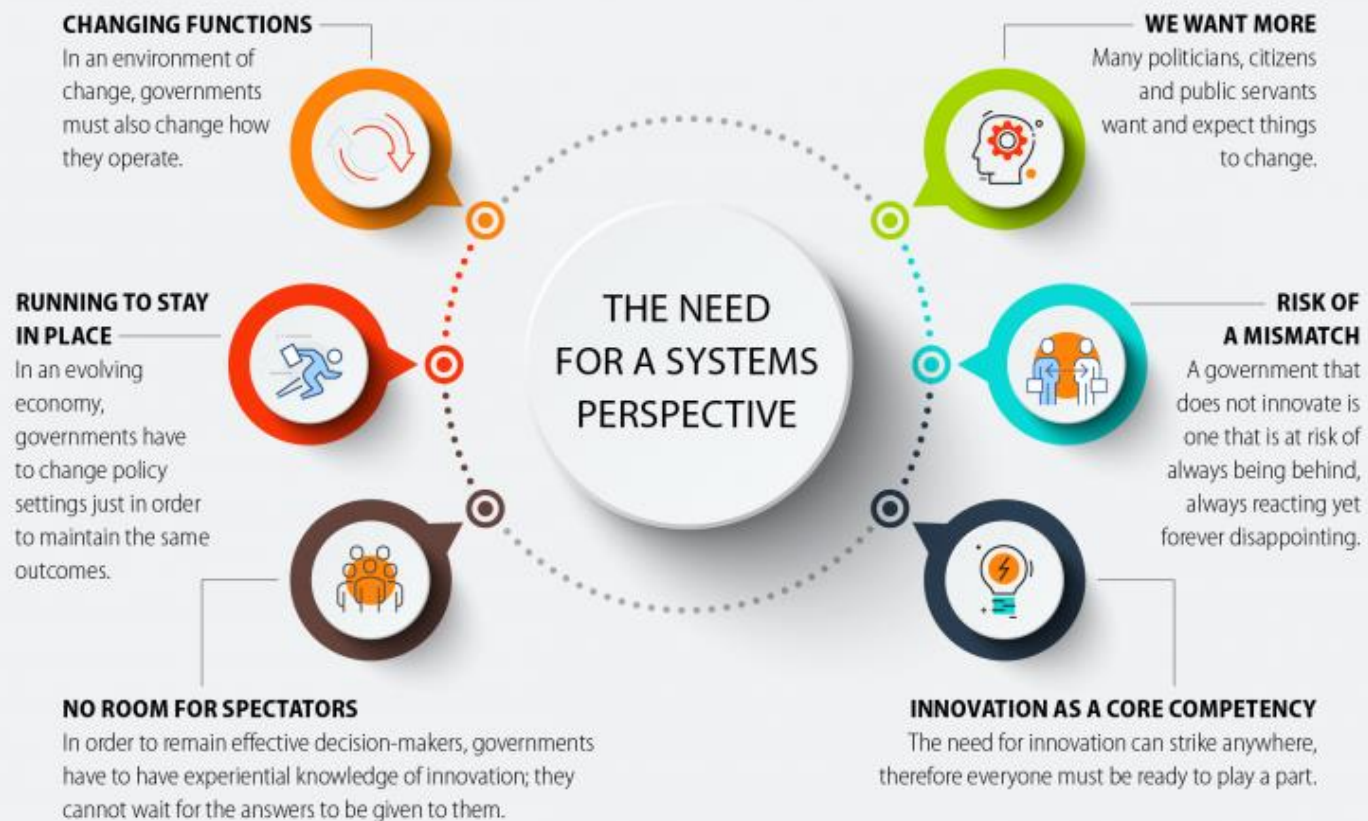 CHANGING FUNCTIONS
In an environment of
change, governments
must also change how
they operate.
WE WANT MORE
Many politicians, citizens
and public servants
want and expect things
to change.
RUNNING TO STAY
IN PLACE
In an evolving
economy,
governments have
to change policy
settings just in order
to maintain the same
outcomes.
THE NEED
FOR A SYSTEMS
PERSPECTIVE
RISK OF
A MISMATCH
A government that
does not innovate is
one that is at risk of
always being behind,
always reacting yet
forever disappointing.
NO ROOM FOR SPECTATORS
In order to remain effective decision-makers, governments
have to have experiential knowledge of innovation; they
cannot wait for the answers to be given to them.
INNOVATION AS A CORE COMPETENCY
The need for innovation can strike anywhere,
therefore everyone must be ready to play a part.